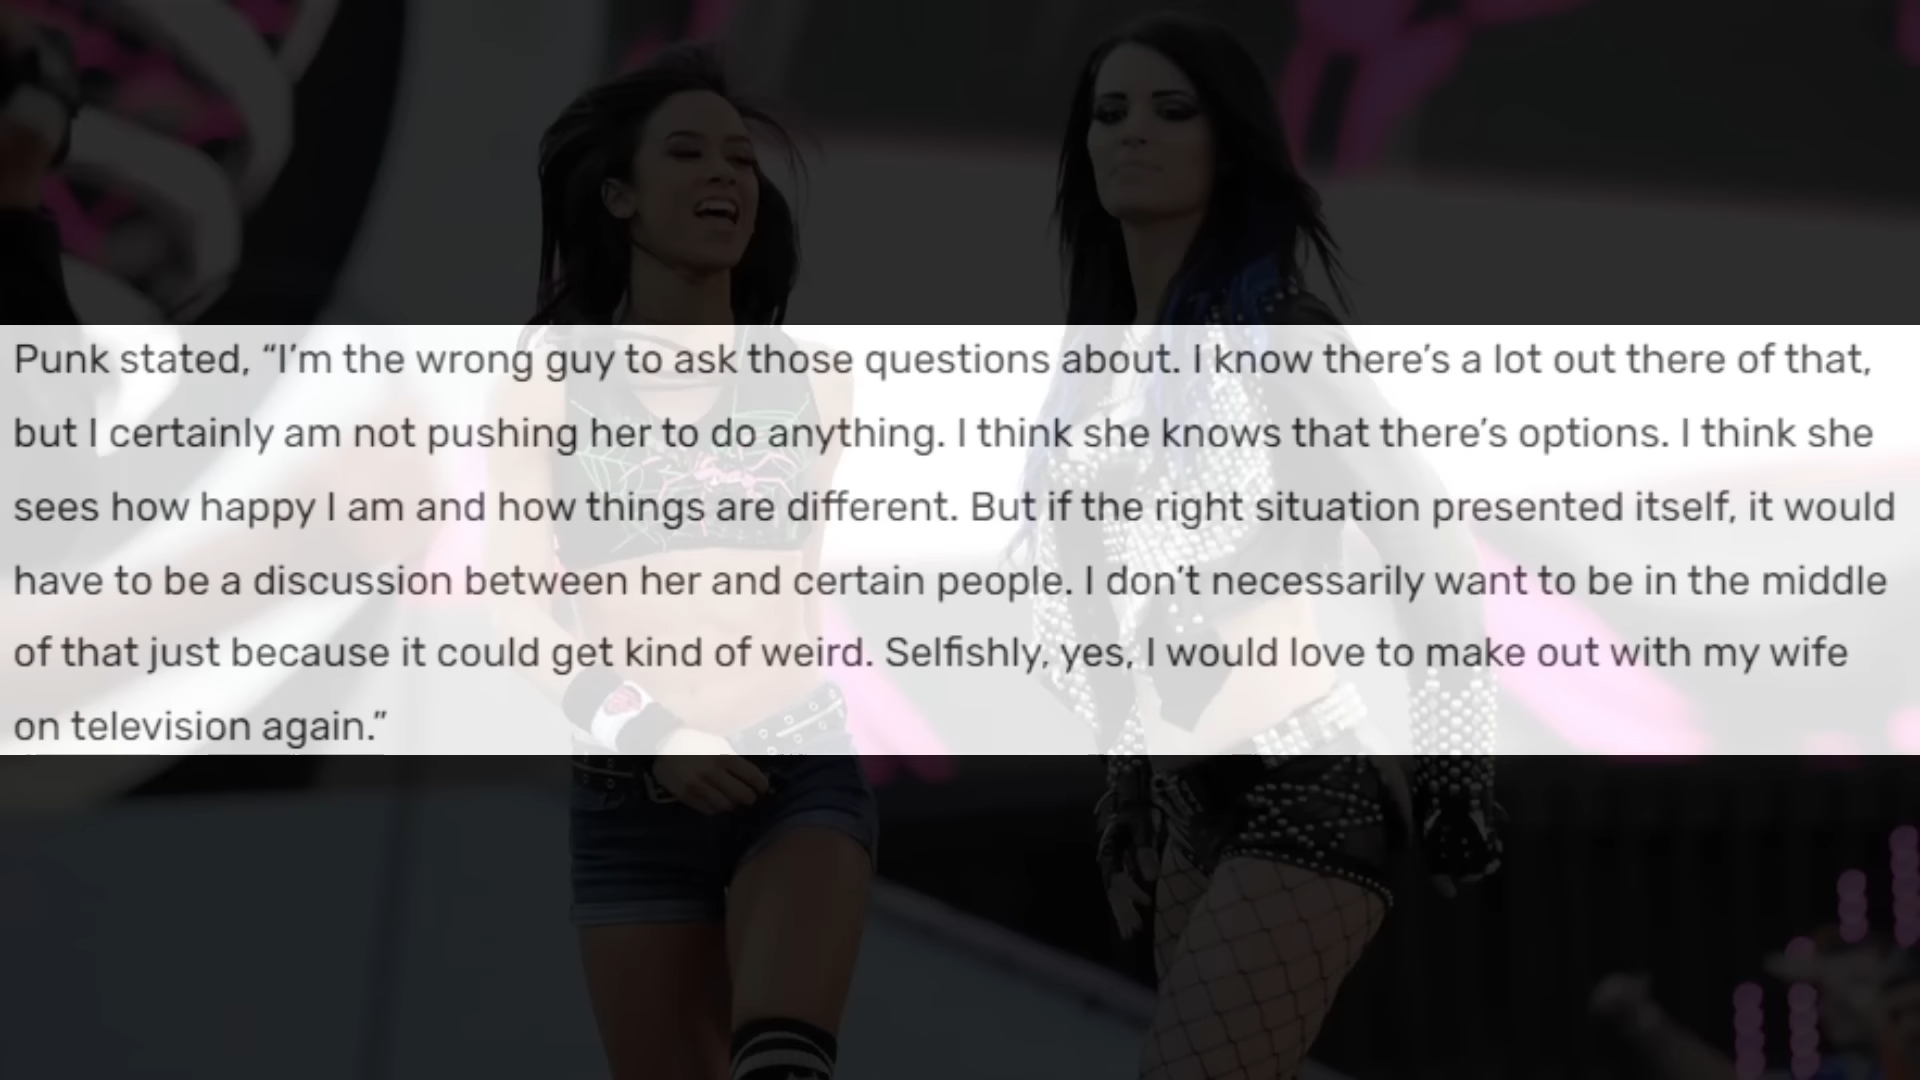 Punk stated, “I’m the wrong guy to ask those questions about. I know there’s a lot out there of that,
but I certainly am not pushing her to do anything. I think she knows that there’s options. I think she
sees how happy I am and how things are different. But if the right situation presented itself, it would
have to be a discussion between her and certain people. I don’t necessarily want to be in the middle
of that just because it could get kind of weird. Selfishly, yes, I would love to make out with my wife
on television again.”